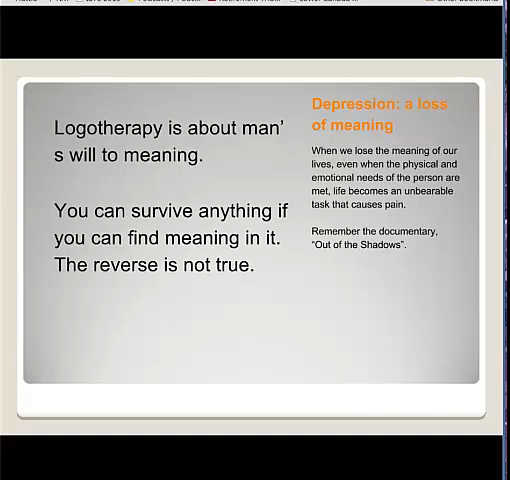 Logotherapy is about man'
s will to meaning.
You can survive anything if
you can find meaning in it.
The reverse is not true.
Depression: a loss
of meaning
When we lose the meaning of our
lives, even when the physical and
emotional needs of the person are
met, life becomes an unbearable
task that causes pain.
Remember the documentary,
“Out of the Shadows”.